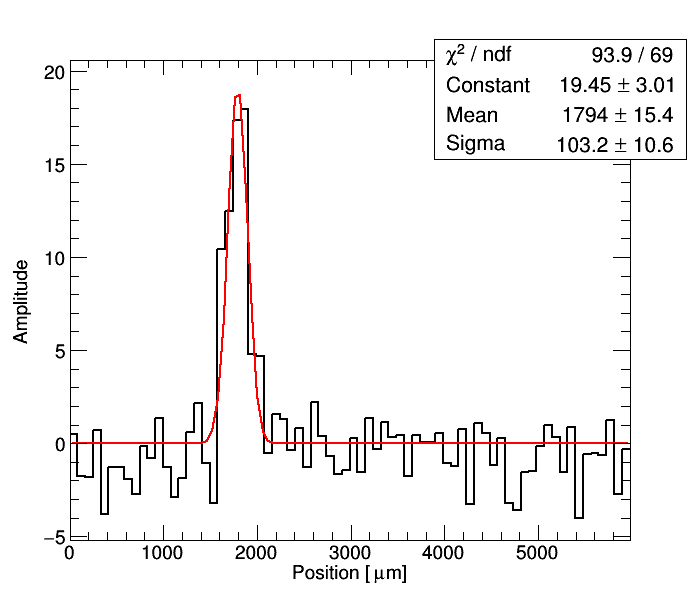 χ² / ndf 93.9 / 69
Constant 19.45 ± 3.01
Mean 1794 ± 15.4
Sigma 103.2 ± 10.6
20
15
10
5
0
−5
Amplitude
0 1000 2000 3000 4000 5000
Position [ μm]